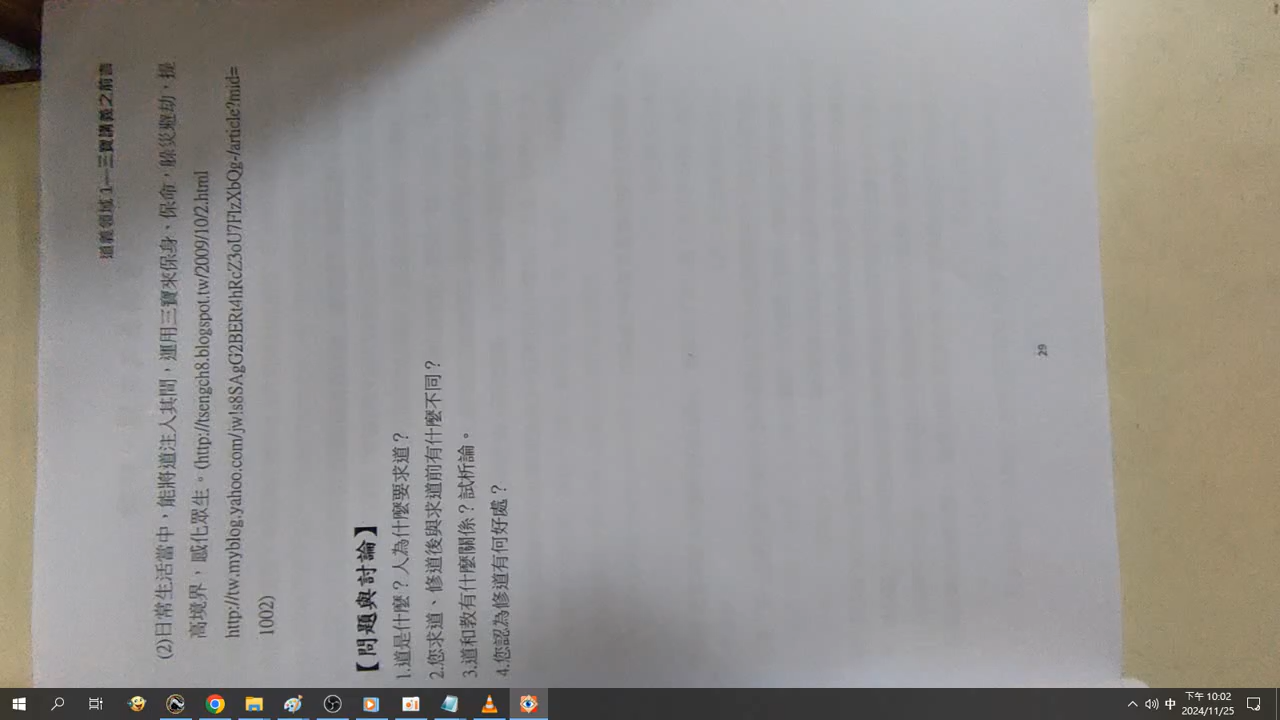 道義領域 1—三寶講義之前言
(2)日常生活當中，能將道注入其間，運用三寶來保身、保命，躲災避劫，提
高境界，感化眾生。(http://tsengch8.blogspot.tw/2009/10/2.html
http://tw.myblog.yahoo.com/jw!s8SAgG2BERt4hRcZ3oU7FlzXbQg-/article?mid=
1002)
【問題與討論】
1.道是什麼？人為什麼要求道？
2.您求道、修道後與求道前有什麼不同？
3.道和教有什麼關係？試析論。
4.您認為修道有何好處？
29
中
下午 10:02
2024/11/25